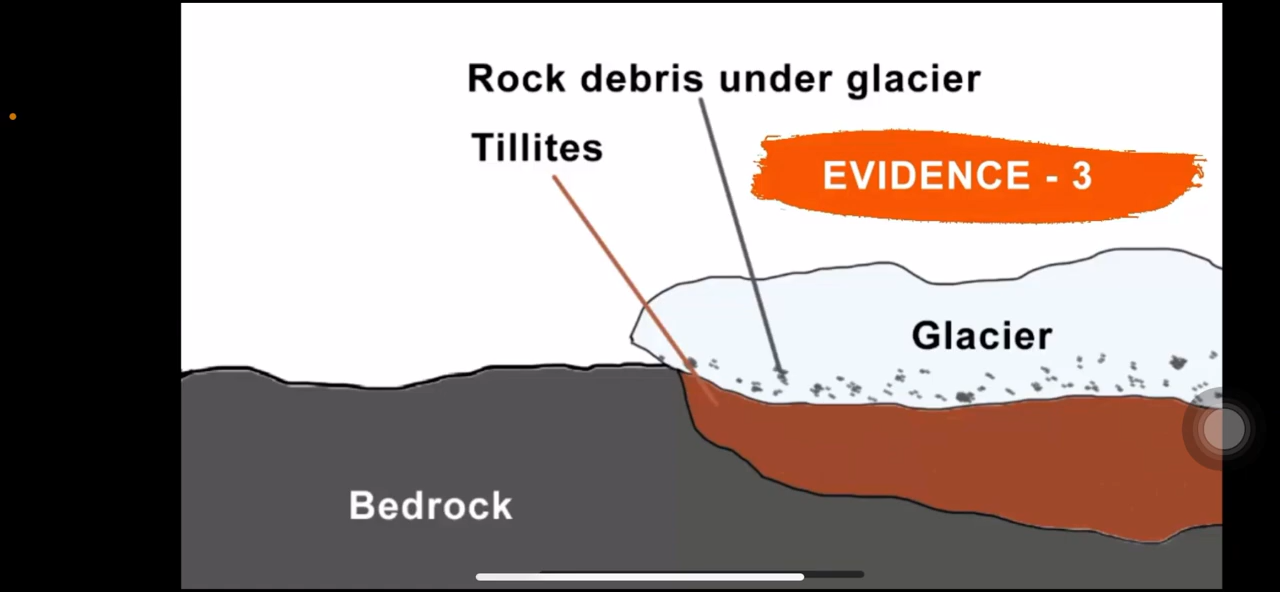 Rock debris under glacier
Tillites
EVIDENCE - 3
Glacier
Bedrock